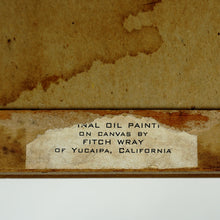 INAL OIL PAINT
ON CANVAS BY
FITCH WRAY
OF YUCAIPA, CALIFORNIA